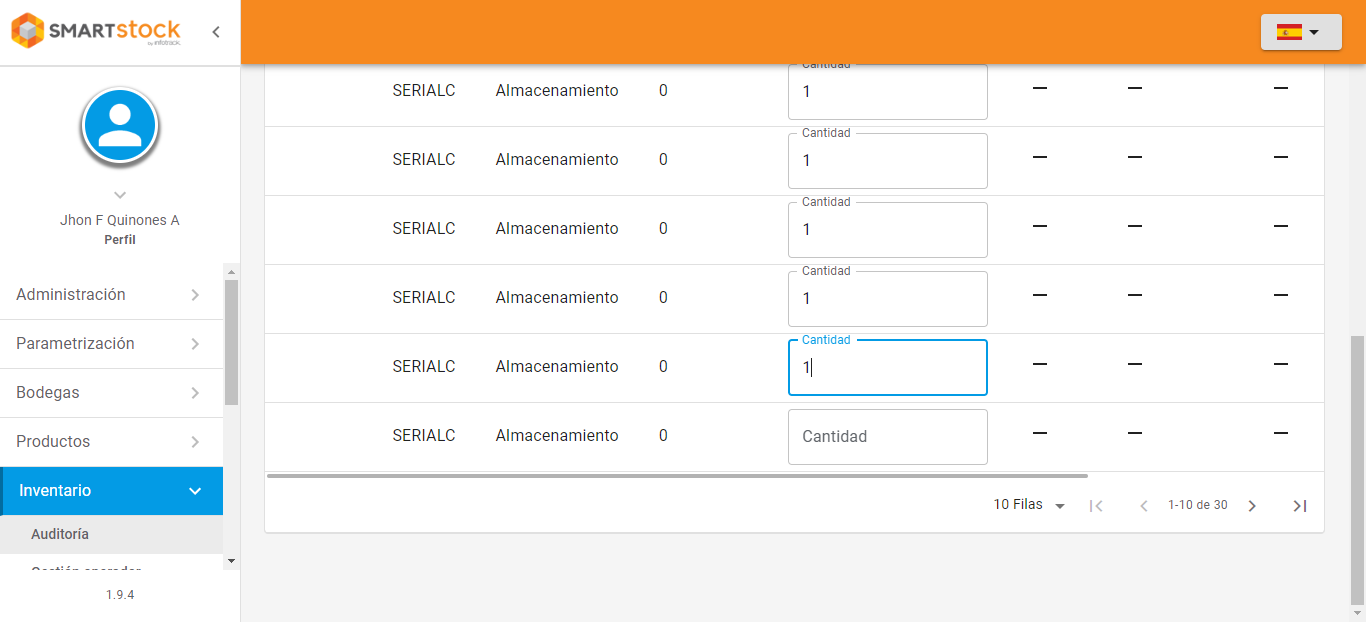 SMARTstock
by infotrack.
Jhon F Quinones A
Perfil
Administración
Parametrización
Bodegas
Productos
Inventario
Auditoría
Gestión operador
1.9.4
Cantidad
SERIALC Almacenamiento 0 1 — — —
Cantidad
SERIALC Almacenamiento 0 1 — — —
Cantidad
SERIALC Almacenamiento 0 1 — — —
Cantidad
SERIALC Almacenamiento 0 1 — — —
Cantidad
SERIALC Almacenamiento 0 1 — — —
SERIALC Almacenamiento 0 Cantidad — — —
10 Filas 1-10 de 30